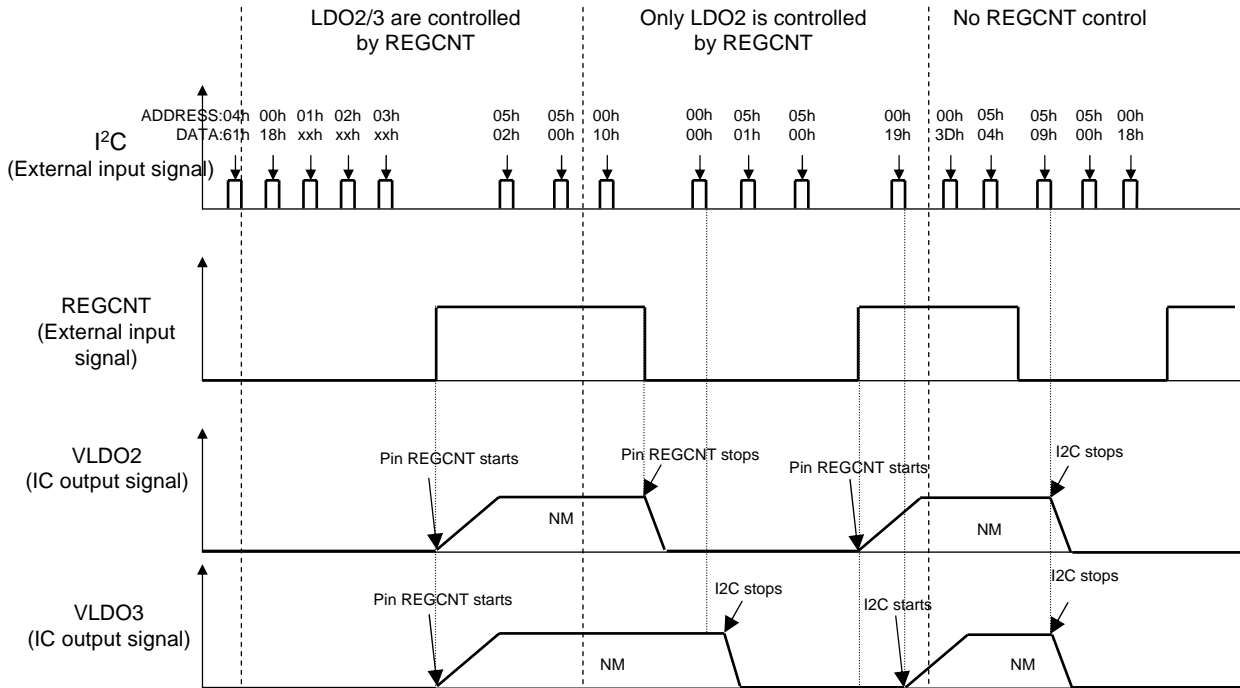 LDO2/3 are controlled
by REGCNT
Only LDO2 is controlled
by REGCNT
No REGCNT control
ADDRESS:04h 00h 01h 02h 03h 05h 05h 00h 00h 05h 05h 00h 00h 05h 05h 05h 00h
DATA:61h 18h xxh xxh xxh 02h 00h 10h 00h 01h 00h 19h 3Dh 04h 09h 00h 18h
I²C
(External input signal)
REGCNT
(External input
signal)
VLDO2
(IC output signal)
Pin REGCNT starts
Pin REGCNT stops
Pin REGCNT starts
I2C stops
NM
NM
VLDO3
(IC output signal)
Pin REGCNT starts
I2C stops
I2C starts
I2C stops
NM
NM